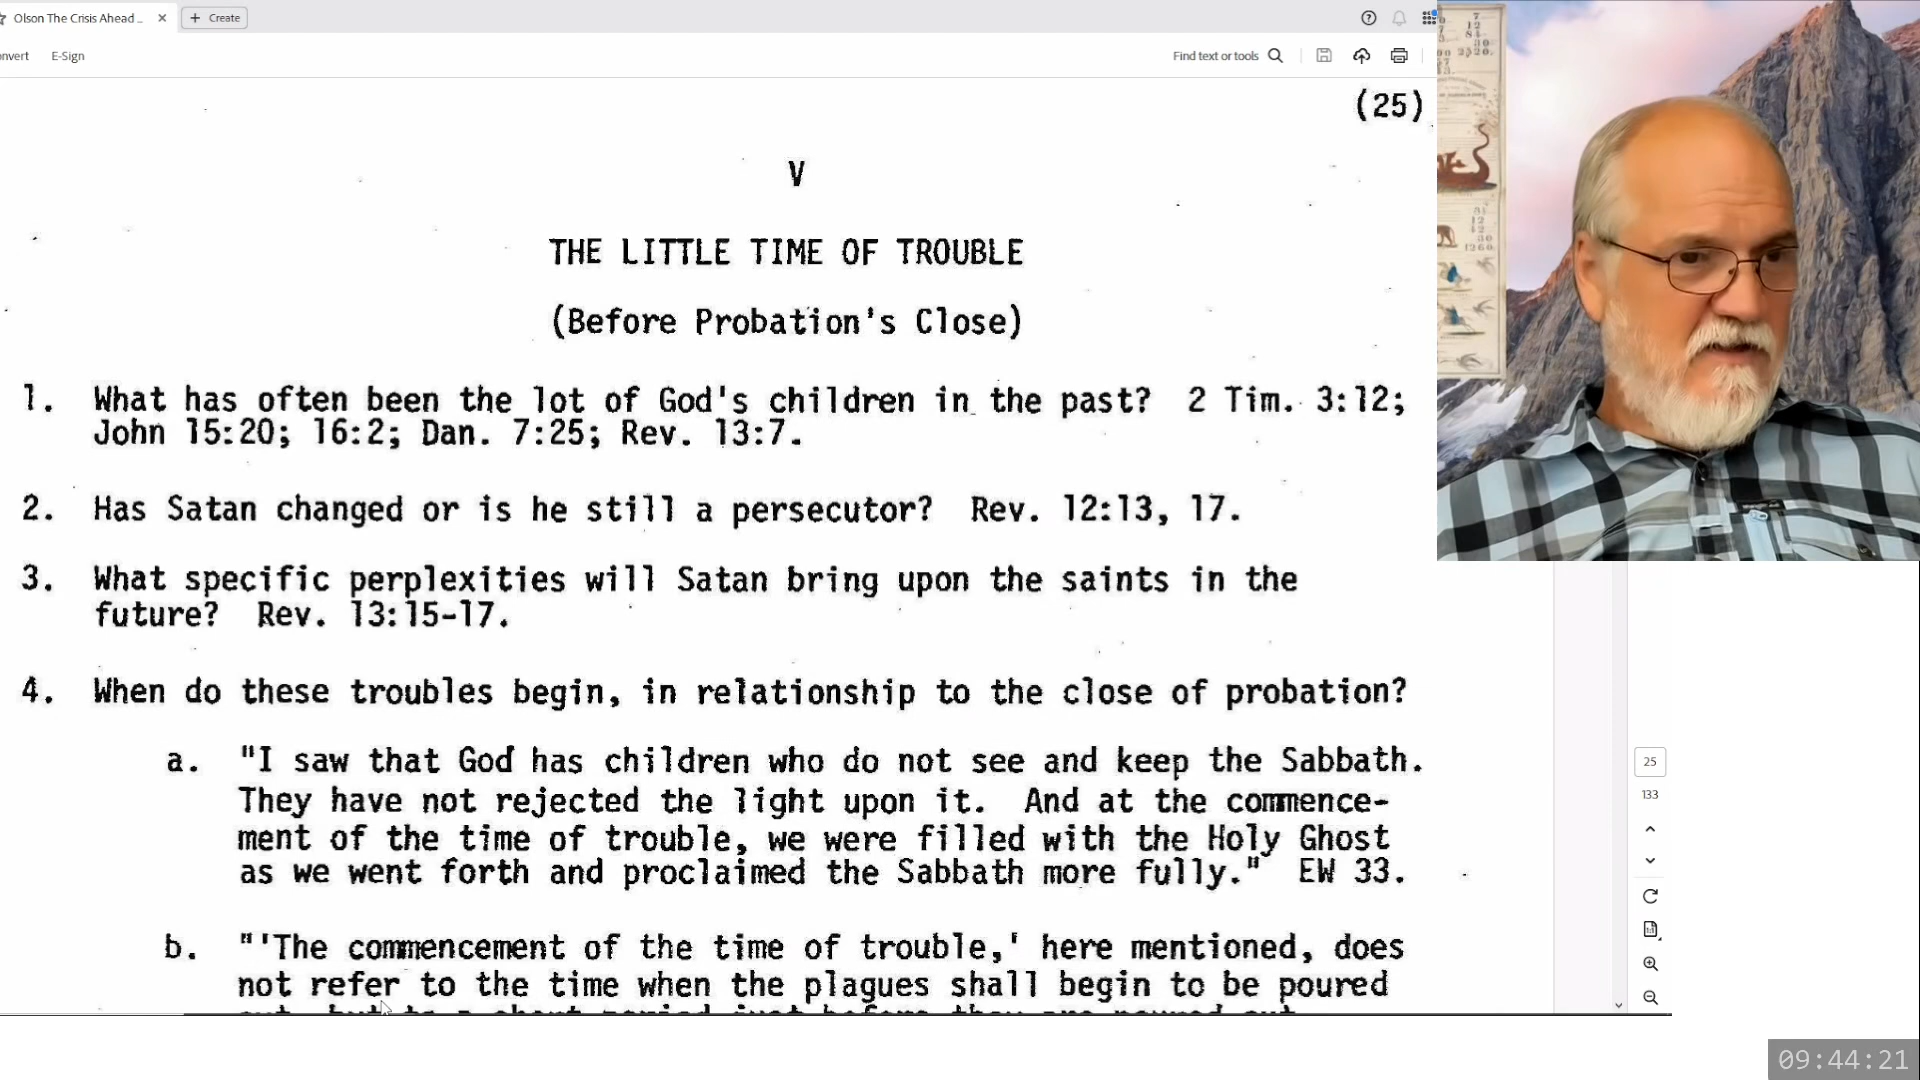 Olson The Crisis Ahead ...
+ Create
nvert
E-Sign
Find text or tools
(25)
V
THE LITTLE TIME OF TROUBLE
(Before Probation's Close)
1. What has often been the lot of God's children in the past? 2 Tim. 3:12;
John 15:20; 16:2; Dan. 7:25; Rev. 13:7.
2. Has Satan changed or is he still a persecutor? Rev. 12:13, 17.
3. What specific perplexities will Satan bring upon the saints in the
future? Rev. 13:15-17.
4. When do these troubles begin, in relationship to the close of probation?
a. "I saw that God has children who do not see and keep the Sabbath.
They have not rejected the light upon it. And at the commence-
ment of the time of trouble, we were filled with the Holy Ghost
as we went forth and proclaimed the Sabbath more fully." EW 33.
b. "'The commencement of the time of trouble,' here mentioned, does
not refer to the time when the plagues shall begin to be poured
25
133
09:44:21